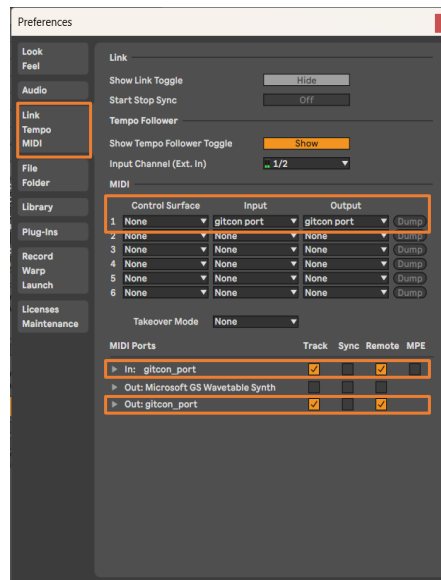 Preferences
Look
Feel
Audio
Link
Tempo
MIDI
File
Folder
Library
Plug-Ins
Record
Warp
Launch
Licenses
Maintenance
Link
Show Link Toggle Hide
Start Stop Sync Off
Tempo Follower
Show Tempo Follower Toggle Show
Input Channel (Ext. In) 1/2
MIDI
Control Surface Input Output
1 None gitcon port gitcon port Dump
2 None None None Dump
3 None None None Dump
4 None None None Dump
5 None None None Dump
6 None None None Dump
Takeover Mode None
MIDI Ports Track Sync Remote MPE
In: gitcon_port
Out: Microsoft GS Wavetable Synth
Out: gitcon_port